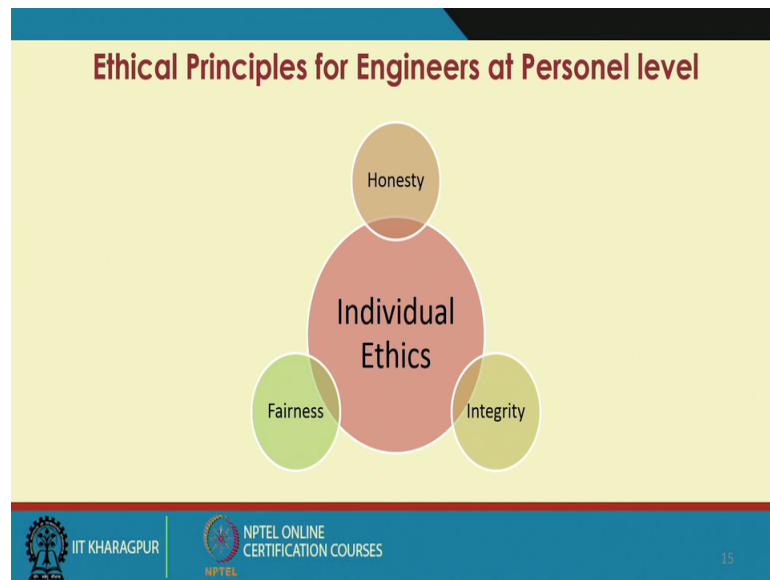 Ethical Principles for Engineers at Personel level
Honesty
Individual
Ethics
Fairness
Integrity
IIT KHARAGPUR
NPTEL
NPTEL ONLINE
CERTIFICATION COURSES
15